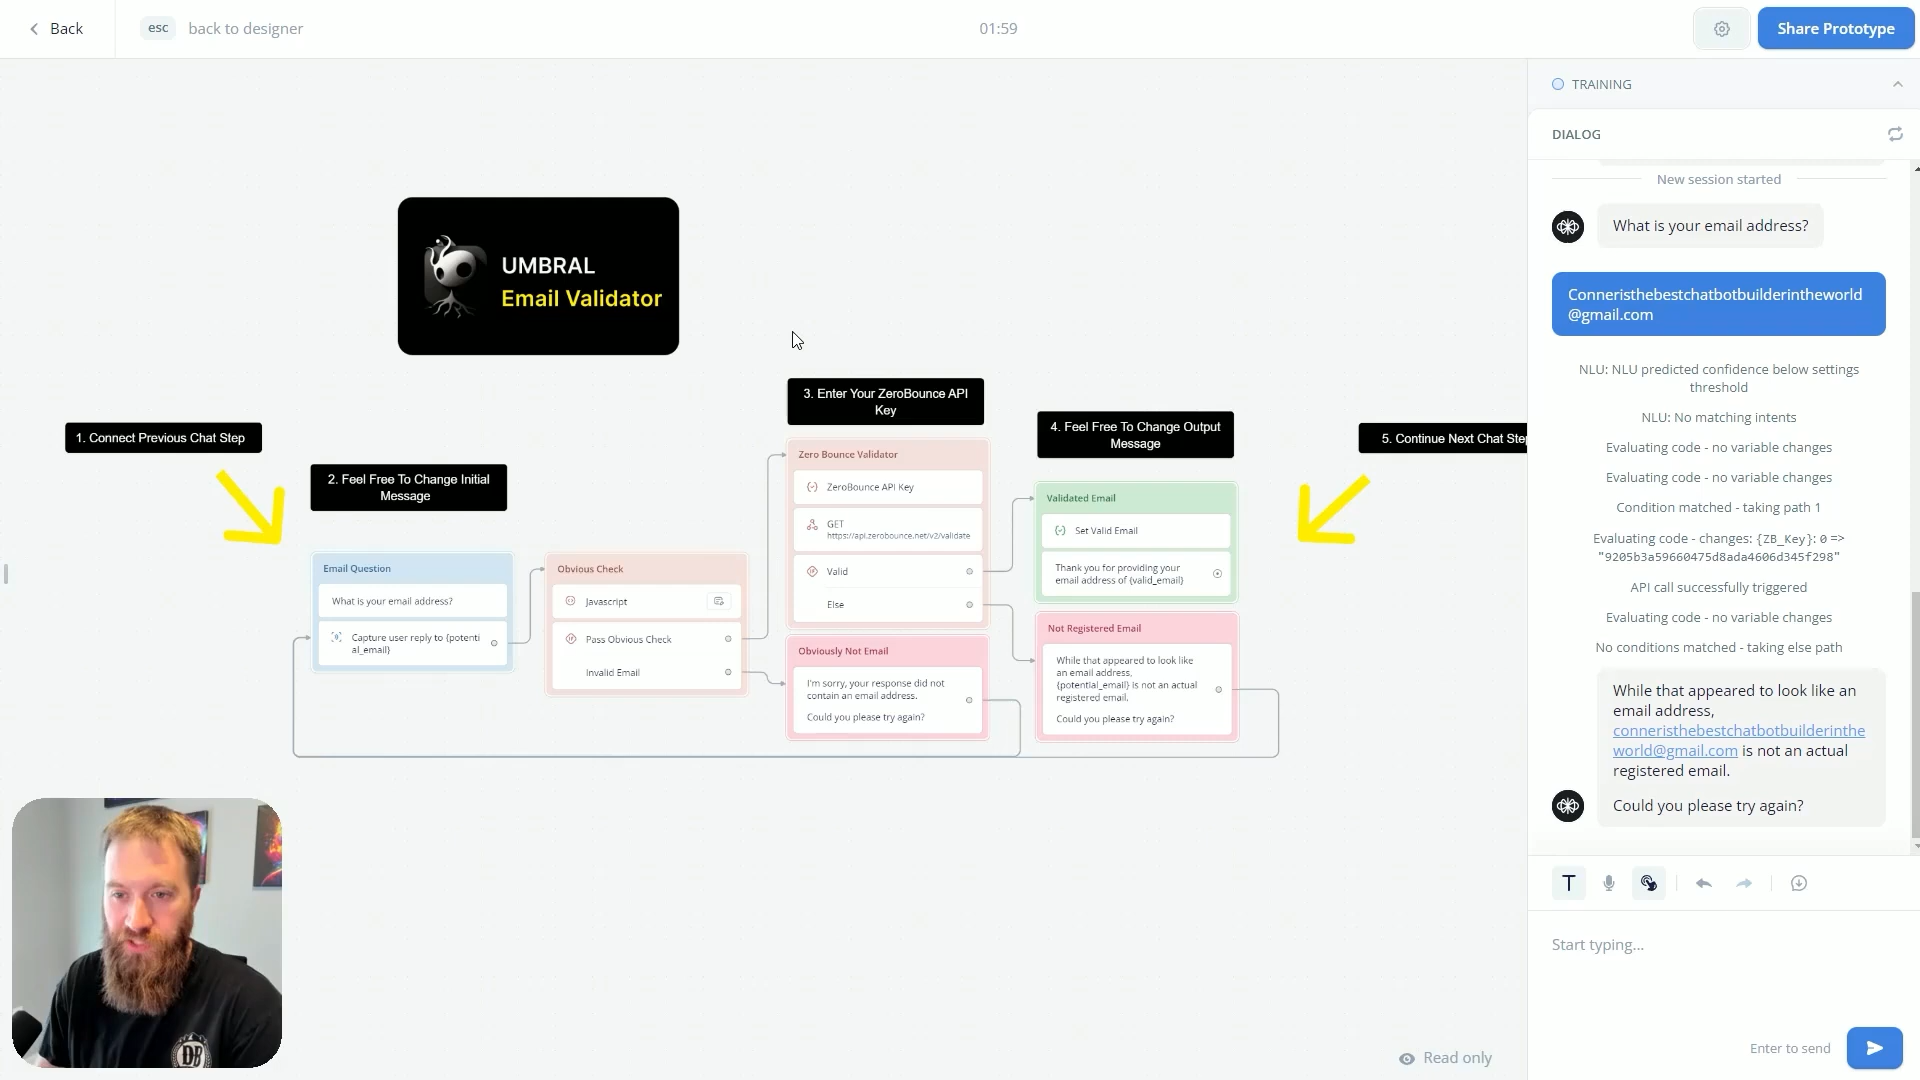 Back
esc back to designer
01:59
Share Prototype
TRAINING
DIALOG
New session started
What is your email address?
Conneristhebestchatbotbuilderintheworld
@gmail.com
NLU: NLU predicted confidence below settings
threshold
NLU: No matching intents
Evaluating code - no variable changes
Evaluating code - no variable changes
Condition matched - taking path 1
Evaluating code - changes: {ZB_Key}: 0 =>
"9205b3a59660475d8ada4606d345f298"
API call successfully triggered
Evaluating code - no variable changes
No conditions matched - taking else path
While that appeared to look like an
email address,
conneristhebestchatbotbuilderinthe
world@gmail.com is not an actual
registered email.
Could you please try again?
T
Start typing...
Enter to send
UMBRAL
Email Validator
1. Connect Previous Chat Step
2. Feel Free To Change Initial
Message
3. Enter Your ZeroBounce API
Key
4. Feel Free To Change Output
Message
5. Continue Next Chat Step
Email Question
What is your email address?
Capture user reply to {potenti
al_email}
Obvious Check
Javascript
Pass Obvious Check
Invalid Email
Zero Bounce Validator
ZeroBounce API Key
GET
https://api.zerobounce.net/v2/validate
Valid
Else
Obviously Not Email
I'm sorry, your response did not
contain an email address.
Could you please try again?
Validated Email
Set Valid Email
Thank you for providing your
email address of {valid_email}
Not Registered Email
While that appeared to look like
an email address,
{potential_email} is not an actual
registered email.
Could you please try again?
DB
Read only